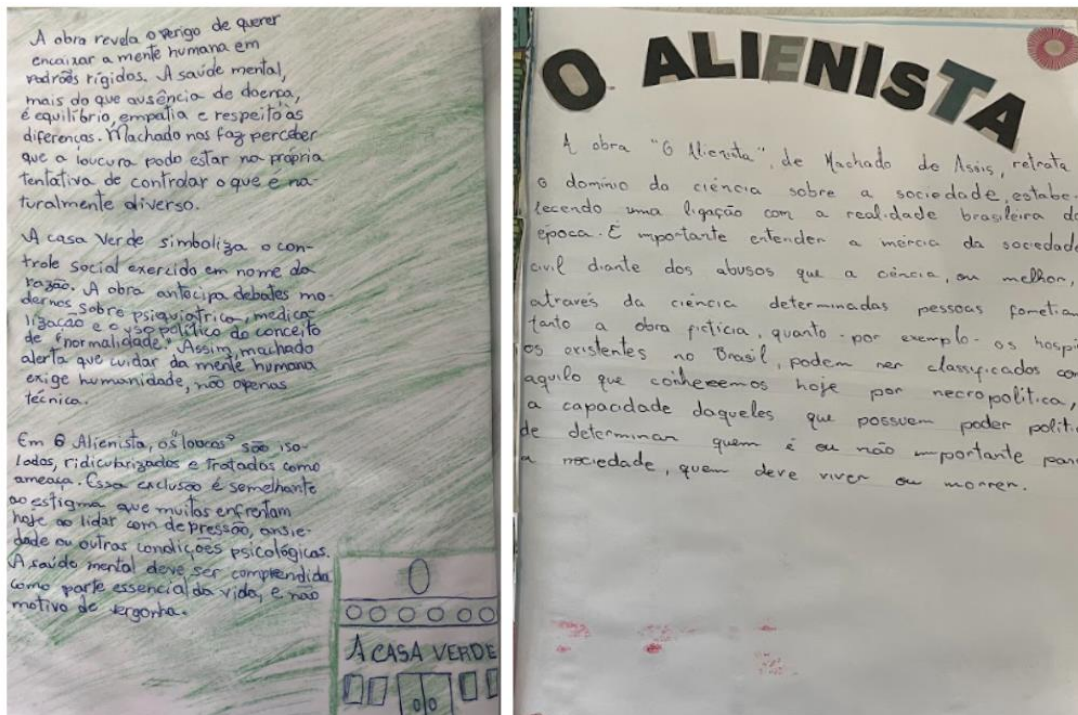 A obra revela o perigo de querer
encaixar a mente humana em
padrões rígidos. A saúde mental,
mais do que ausência de doença,
é equilíbrio, empatia e respeito às
diferenças. Machado nos faz perceber
que a loucura pode estar na própria
tentativa de controlar o que é na-
turalmente diverso.
A casa Verde simboliza o con-
trole social exercido em nome da
razão. A obra antecipa debates mo-
dernos sobre psiquiatrico, medica-
lização e o uso político do conceito
de "normalidade." Assim, machado
alerta que cuidar da mente humana
exige humanidade, não apenas
técnica.
Em O Alienista, os "loucos" são iso-
lados, ridicularizados e tratados como
ameaça. Essa exclusão é semelhante
ao estigma que muitos enfrentam
hoje ao lidar com depressão, ansie-
dade ou outras condições psicológicas.
A saúde mental deve ser comprendida
como parte essencial da vida, e não
motivo de vergonha.
A CASA VERDE
O ALIENISTA
A obra "O Alienista", de Machado de Assis, retrata
o domínio da ciência sobre a sociedade, estabe-
lecendo uma ligação com a realidade brasileira da
época. É importante entender a inércia da sociedade
civil diante dos abusos que a ciência, ou melhor,
através da ciência determinadas pessoas
tanto a obra fictícia, quanto - por exemplo - os
os existentes no Brasil, podem ser classificados
aquilo que conhecemos hoje por necropolítica,
a capacidade daqueles que possuem poder
de determinar quem é ou não importante para
a sociedade, quem deve viver ou morrer.